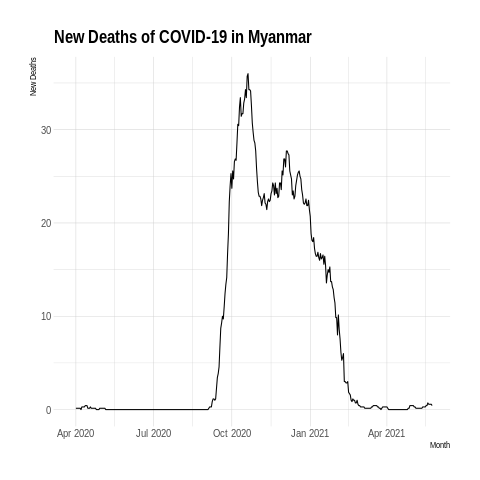 New Deaths of COVID-19 in Myanmar
New Deaths
30
20
10
0
Apr 2020 Jul 2020 Oct 2020 Jan 2021 Apr 2021
Month